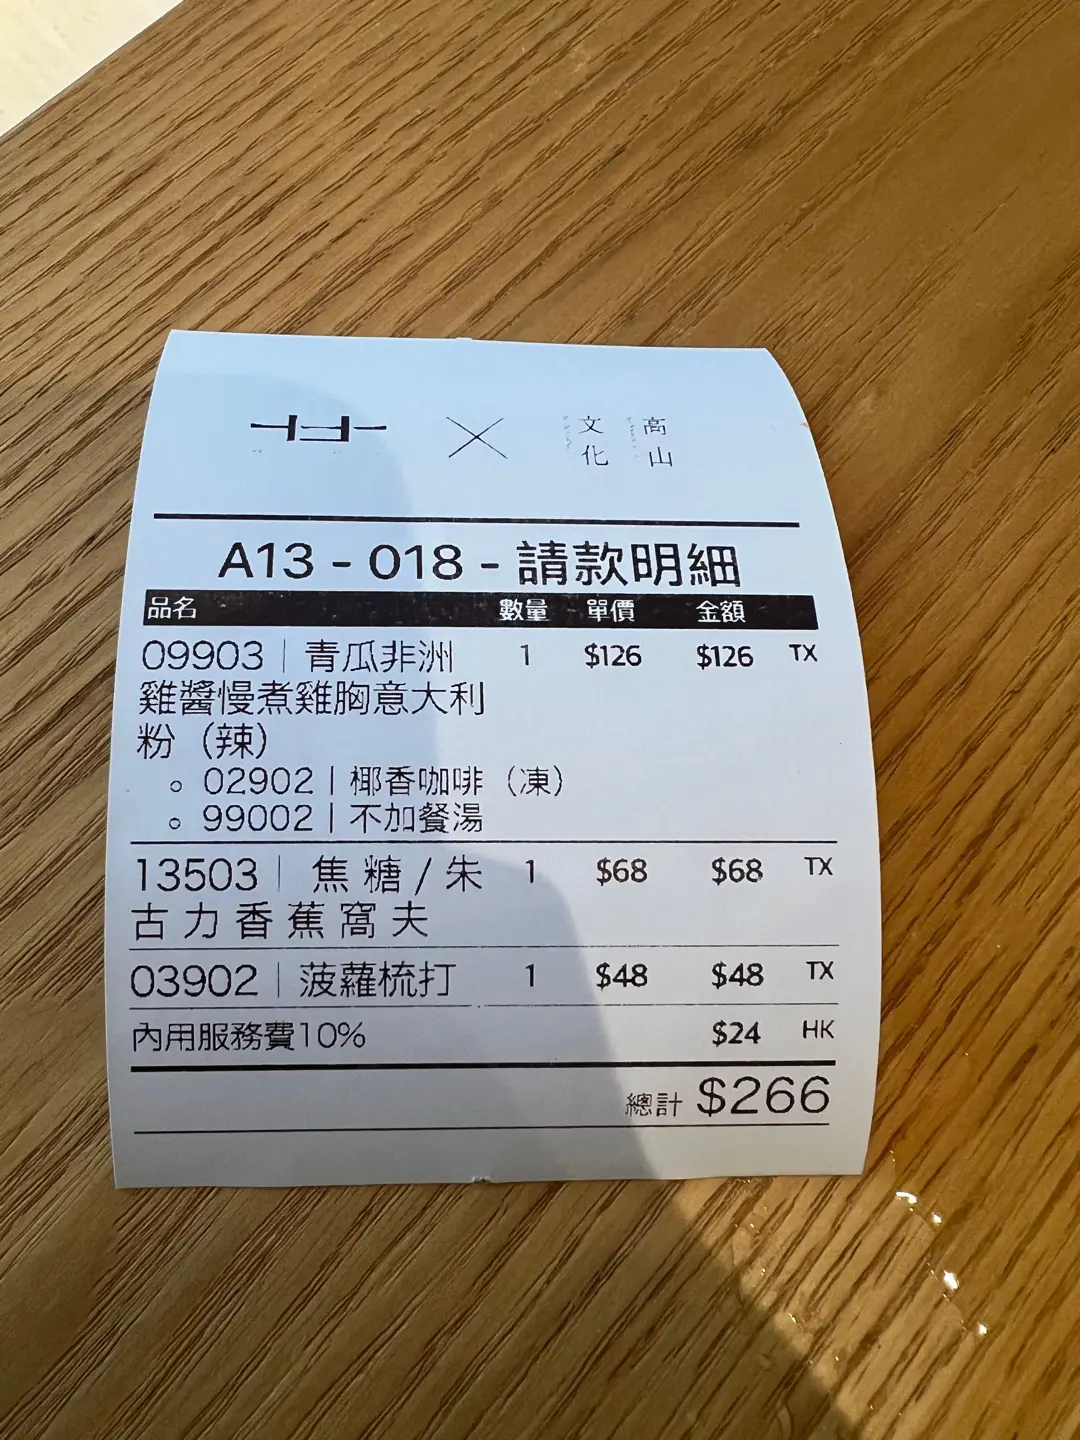 文 高
化 山
A13 - 018 - 請款明細
品名 數量 單價 金額
09903 | 青瓜非洲 1 $126 $126 TX
雞醬慢煮雞胸意大利
粉（辣）
。 02902 | 椰香咖啡（凍）
。 99002 | 不加餐湯
13503 | 焦糖/朱 1 $68 $68 TX
古力香蕉窩夫
03902 | 菠蘿梳打 1 $48 $48 TX
內用服務費10% $24 HK
總計 $266